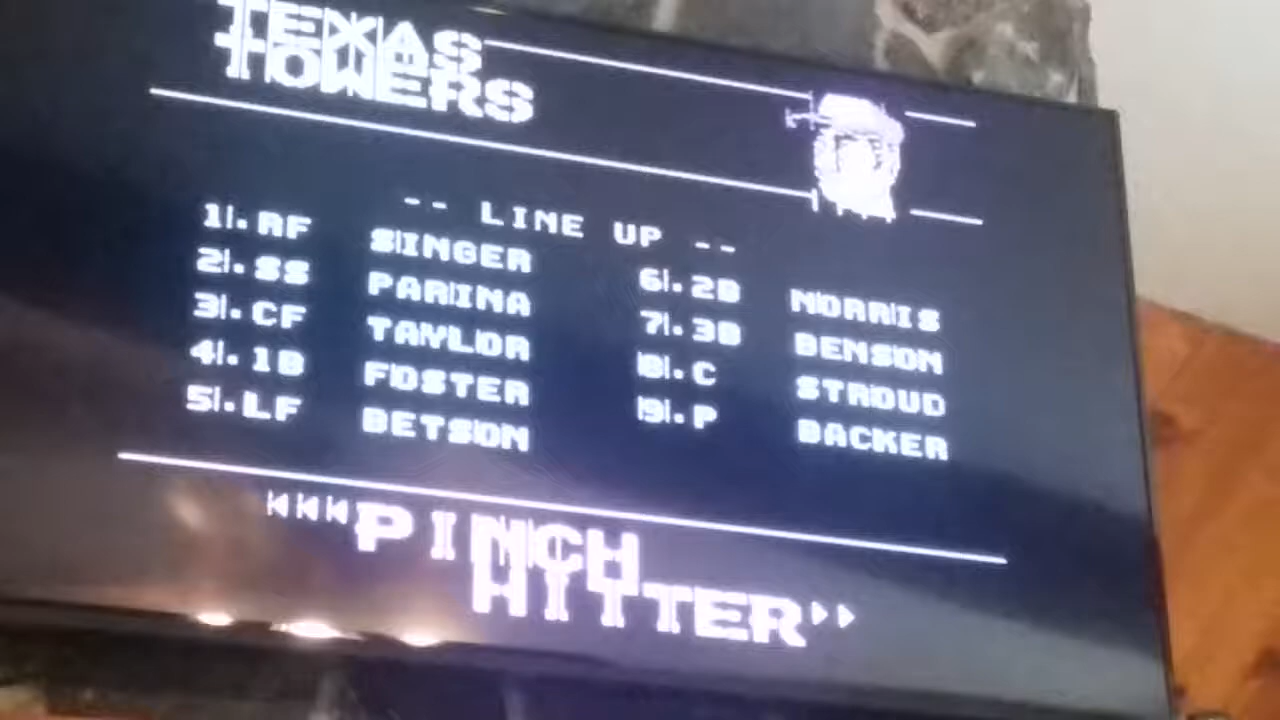 TEXAS
TOWERS
-- LINE UP --
1.RF SINGER
2.SS PARINA
3.CF TAYLOR
4.1B FOSTER
5.LF BETSON
6.2B NORRIS
7.3B BENSON
8.C STROUD
9.P BACKER
PINCH
HITTER